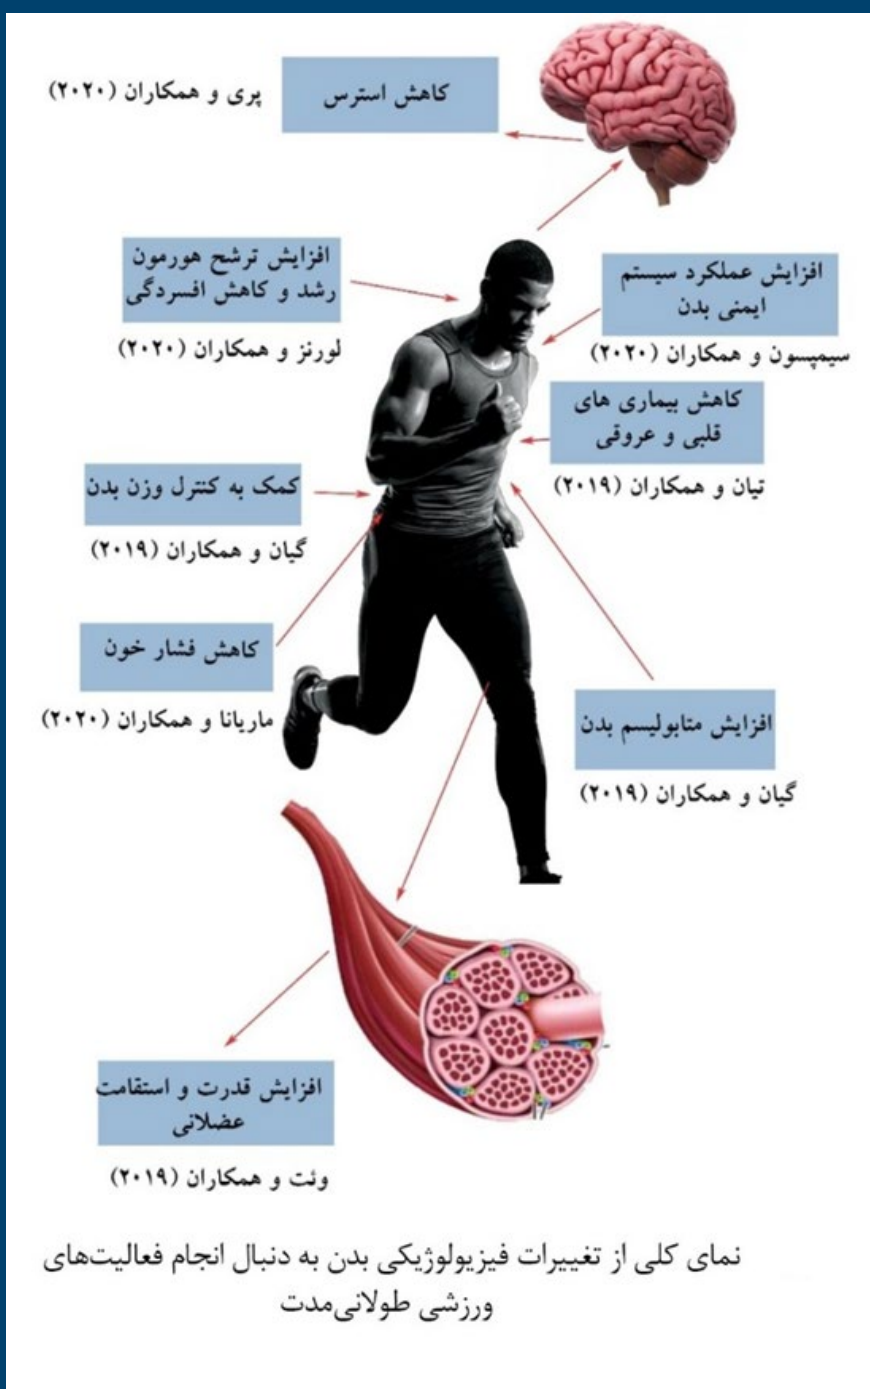 کاهش استرس
پری و همکاران (۲۰۲۰)
افزایش ترشح هورمون
رشد و کاهش افسردگی
لورنز و همکاران (۲۰۲۰)
افزایش عملکرد سیستم
ایمنی بدن
سیمپسون و همکاران (۲۰۲۰)
کاهش بیماری های
قلبی و عروقی
تیان و همکاران (۲۰۱۹)
کمک به کنترل وزن بدن
گیان و همکاران (۲۰۱۹)
کاهش فشار خون
ماریانا و همکاران (۲۰۲۰)
افزایش متابولیسم بدن
گیان و همکاران (۲۰۱۹)
افزایش قدرت و استقامت
عضلانی
وئت و همکاران (۲۰۱۹)
نمای کلی از تغییرات فیزیولوژیکی بدن به دنبال انجام فعالیت‌های
ورزشی طولانی‌مدت